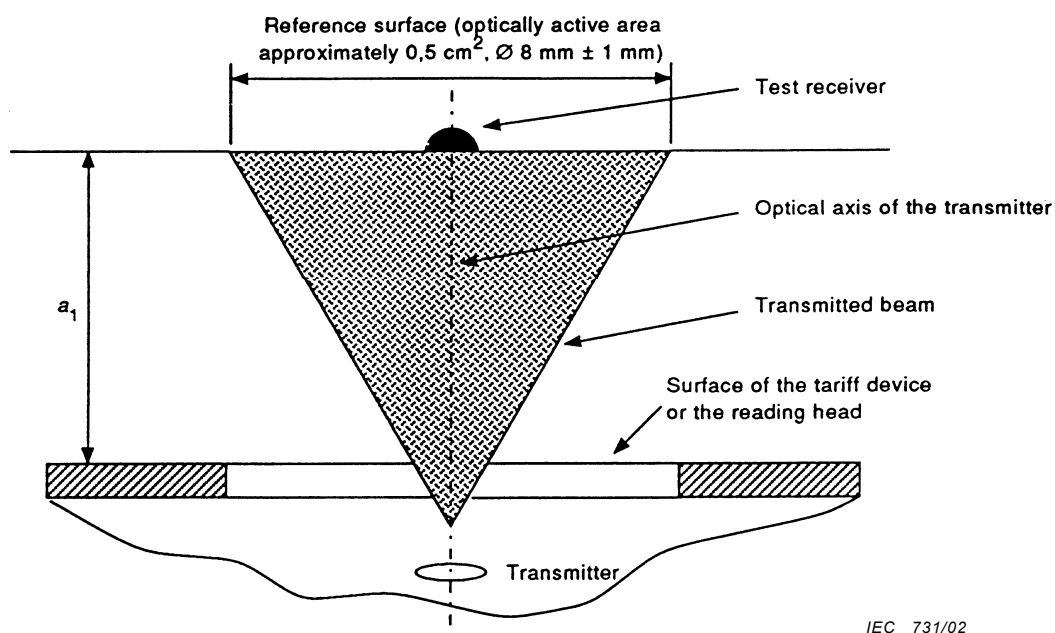 Reference surface (optically active area
approximately 0,5 cm², Ø 8 mm ± 1 mm)
Test receiver
Optical axis of the transmitter
a₁
Transmitted beam
Surface of the tariff device
or the reading head
Transmitter
IEC 731/02